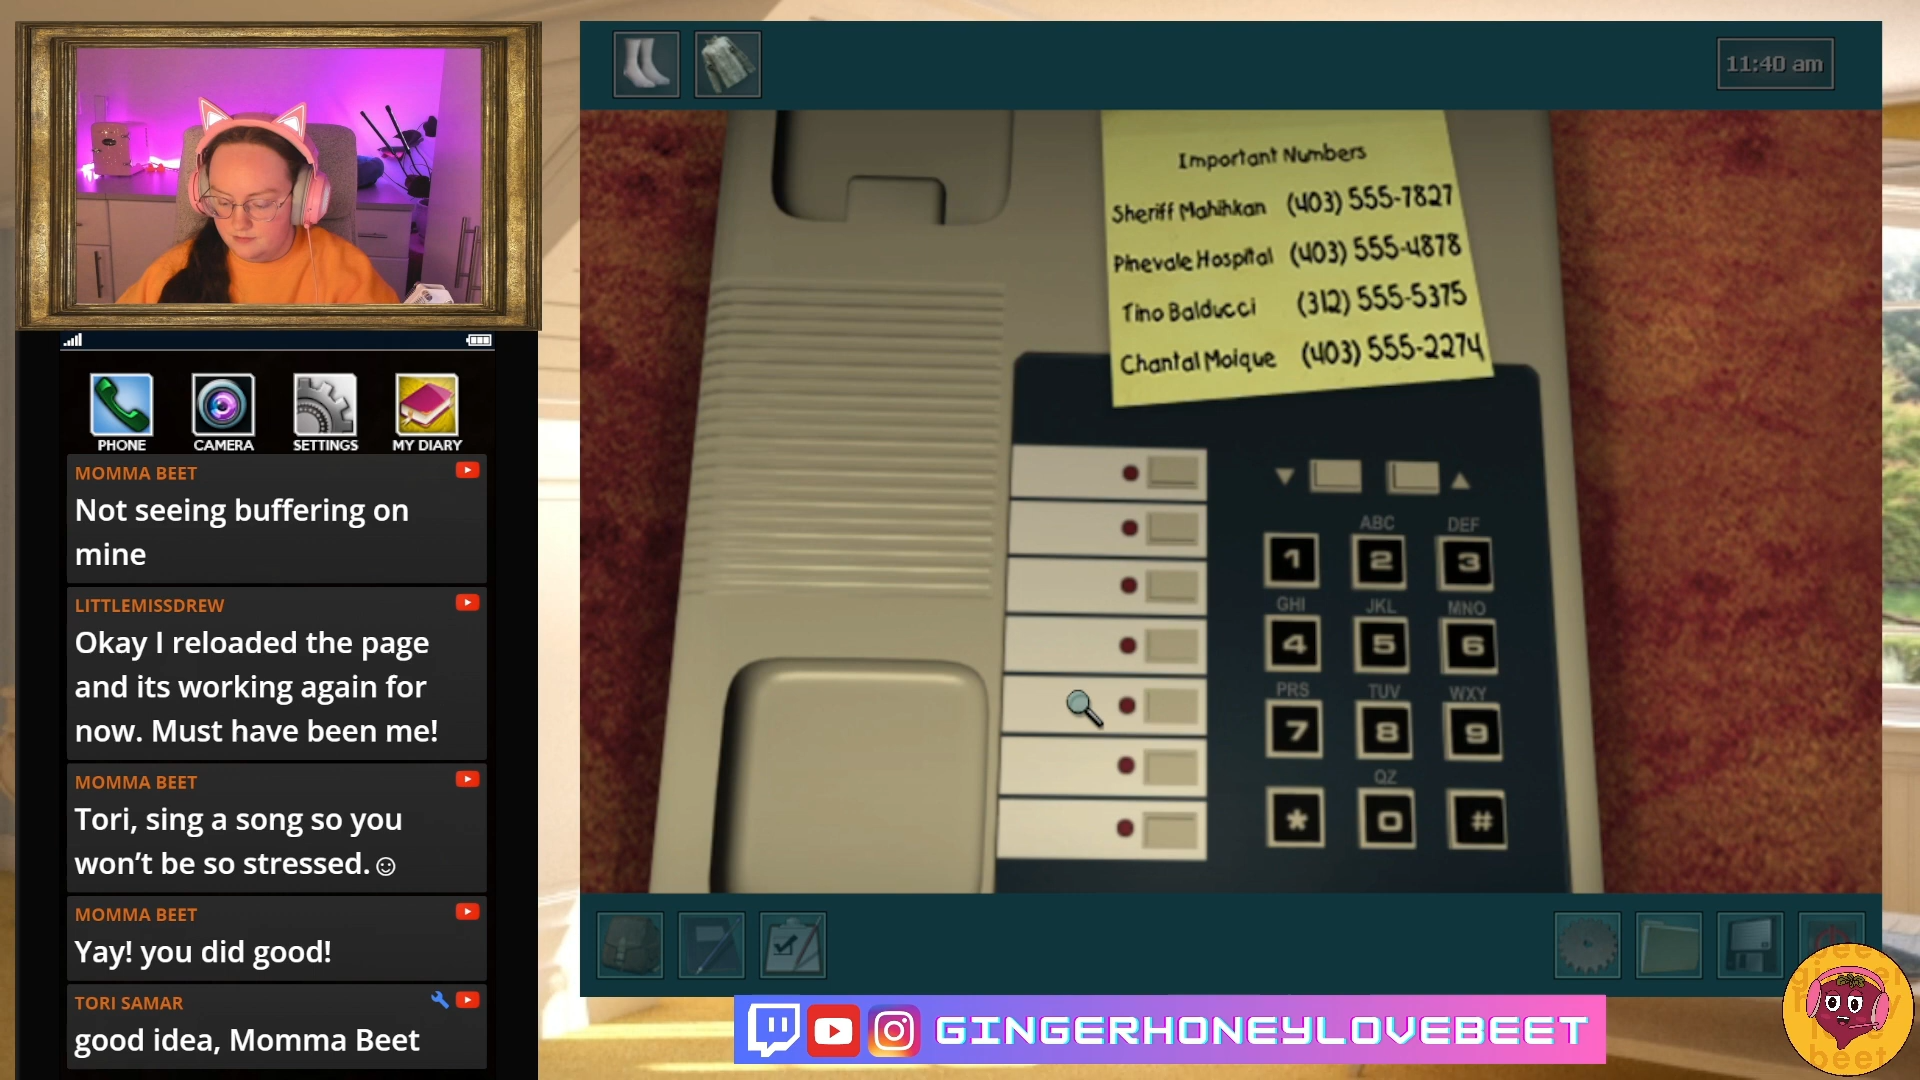 11:40 am
Important Numbers
Sheriff Mahihkan (403) 555-7827
Pinevale Hospital (403) 555-4878
Tino Balducci (312) 555-5375
Chantal Moique (403) 555-2274
ABC DEF
1 2 3
GHI JKL MNO
4 5 6
PRS TUV WXY
7 8 9
QZ
* 0 #
PHONE CAMERA SETTINGS MY DIARY
MOMMA BEET
Not seeing buffering on
mine
LITTLEMISSDREW
Okay I reloaded the page
and its working again for
now. Must have been me!
MOMMA BEET
Tori, sing a song so you
won’t be so stressed.☺
MOMMA BEET
Yay! you did good!
TORI SAMAR
good idea, Momma Beet
GINGERHONEYLOVEBEET
beet